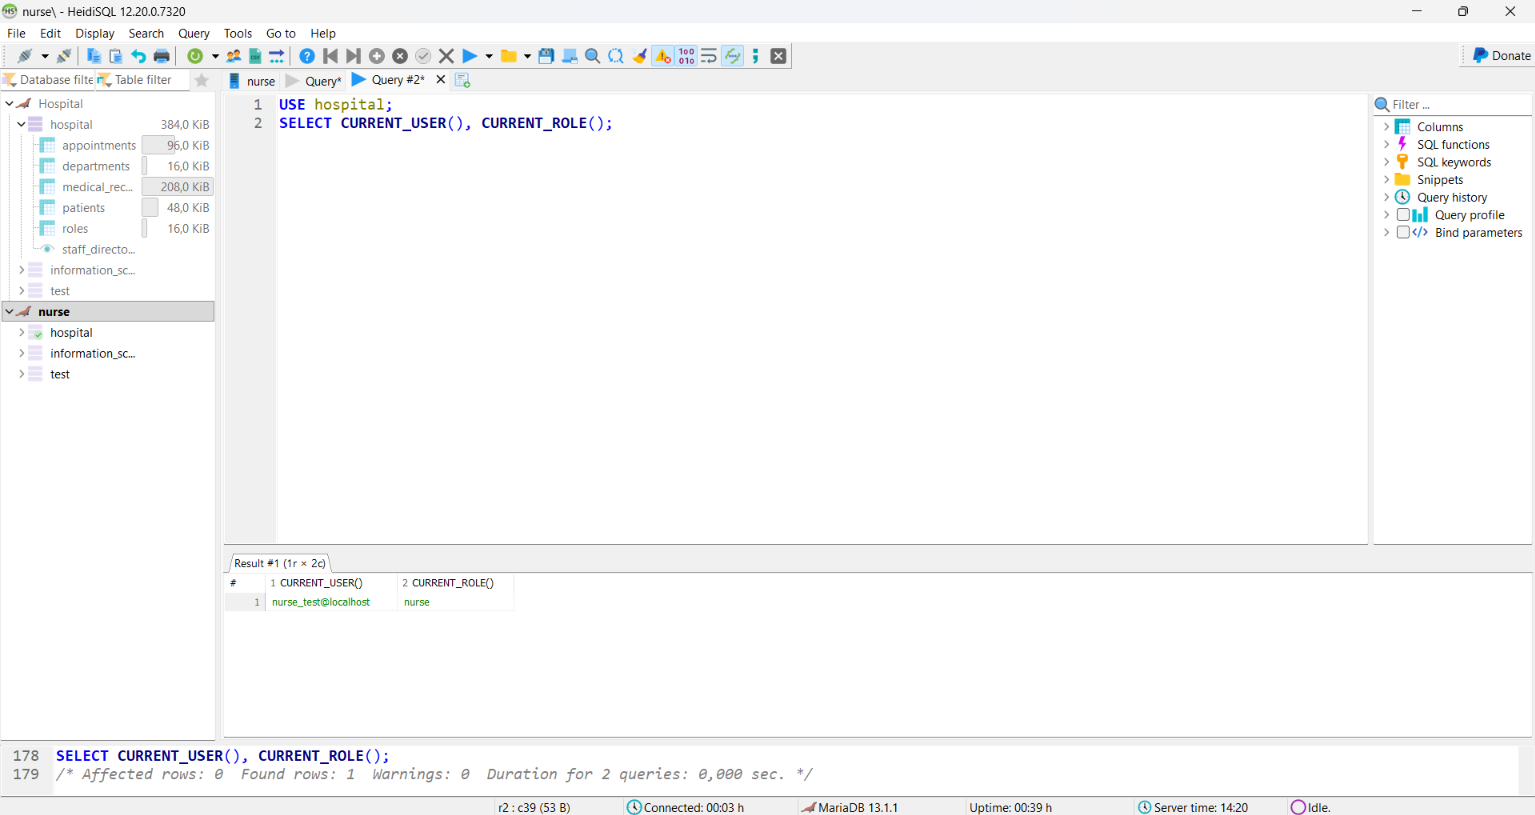 nurse\ - HeidiSQL 12.20.0.7320
File Edit Display Search Query Tools Go to Help
Donate
Database filte Table filter
nurse Query* Query #2*
Hospital
hospital 384,0 KiB
appointments 96,0 KiB
departments 16,0 KiB
medical_rec... 208,0 KiB
patients 48,0 KiB
roles 16,0 KiB
staff_directo...
information_sc...
test
nurse
hospital
information_sc...
test
1 USE hospital;
2 SELECT CURRENT_USER(), CURRENT_ROLE();
Filter ...
Columns
SQL functions
SQL keywords
Snippets
Query history
Query profile
Bind parameters
Result #1 (1r × 2c)
# 1 CURRENT_USER() 2 CURRENT_ROLE()
1 nurse_test@localhost nurse
178 SELECT CURRENT_USER(), CURRENT_ROLE();
179 /* Affected rows: 0 Found rows: 1 Warnings: 0 Duration for 2 queries: 0,000 sec. */
r2 : c39 (53 B) Connected: 00:03 h MariaDB 13.1.1 Uptime: 00:39 h Server time: 14:20 Idle.